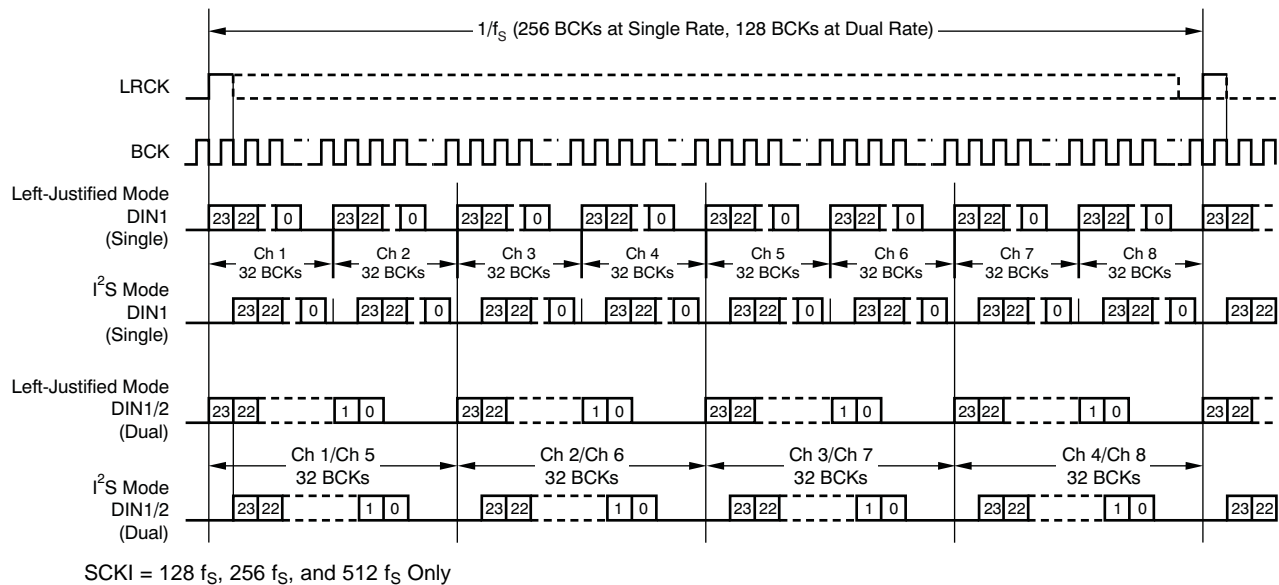 1/fS (256 BCKs at Single Rate, 128 BCKs at Dual Rate)
LRCK
BCK
Left-Justified Mode
DIN1
(Single)
23 22 0 23 22 0 23 22 0 23 22 0 23 22 0 23 22 0 23 22 0 23 22 0 23 22
Ch 1 Ch 2 Ch 3 Ch 4 Ch 5 Ch 6 Ch 7 Ch 8
32 BCKs 32 BCKs 32 BCKs 32 BCKs 32 BCKs 32 BCKs 32 BCKs 32 BCKs
I²S Mode
DIN1
(Single)
23 22 0 23 22 0 23 22 0 23 22 0 23 22 0 23 22 0 23 22 0 23 22 0 23 22
Left-Justified Mode
DIN1/2
(Dual)
23 22 1 0 23 22 1 0 23 22 1 0 23 22 1 0 23 22
Ch 1/Ch 5 Ch 2/Ch 6 Ch 3/Ch 7 Ch 4/Ch 8
32 BCKs 32 BCKs 32 BCKs 32 BCKs
I²S Mode
DIN1/2
(Dual)
23 22 1 0 23 22 1 0 23 22 1 0 23 22 1 0 23 22
SCKI = 128 fS, 256 fS, and 512 fS Only